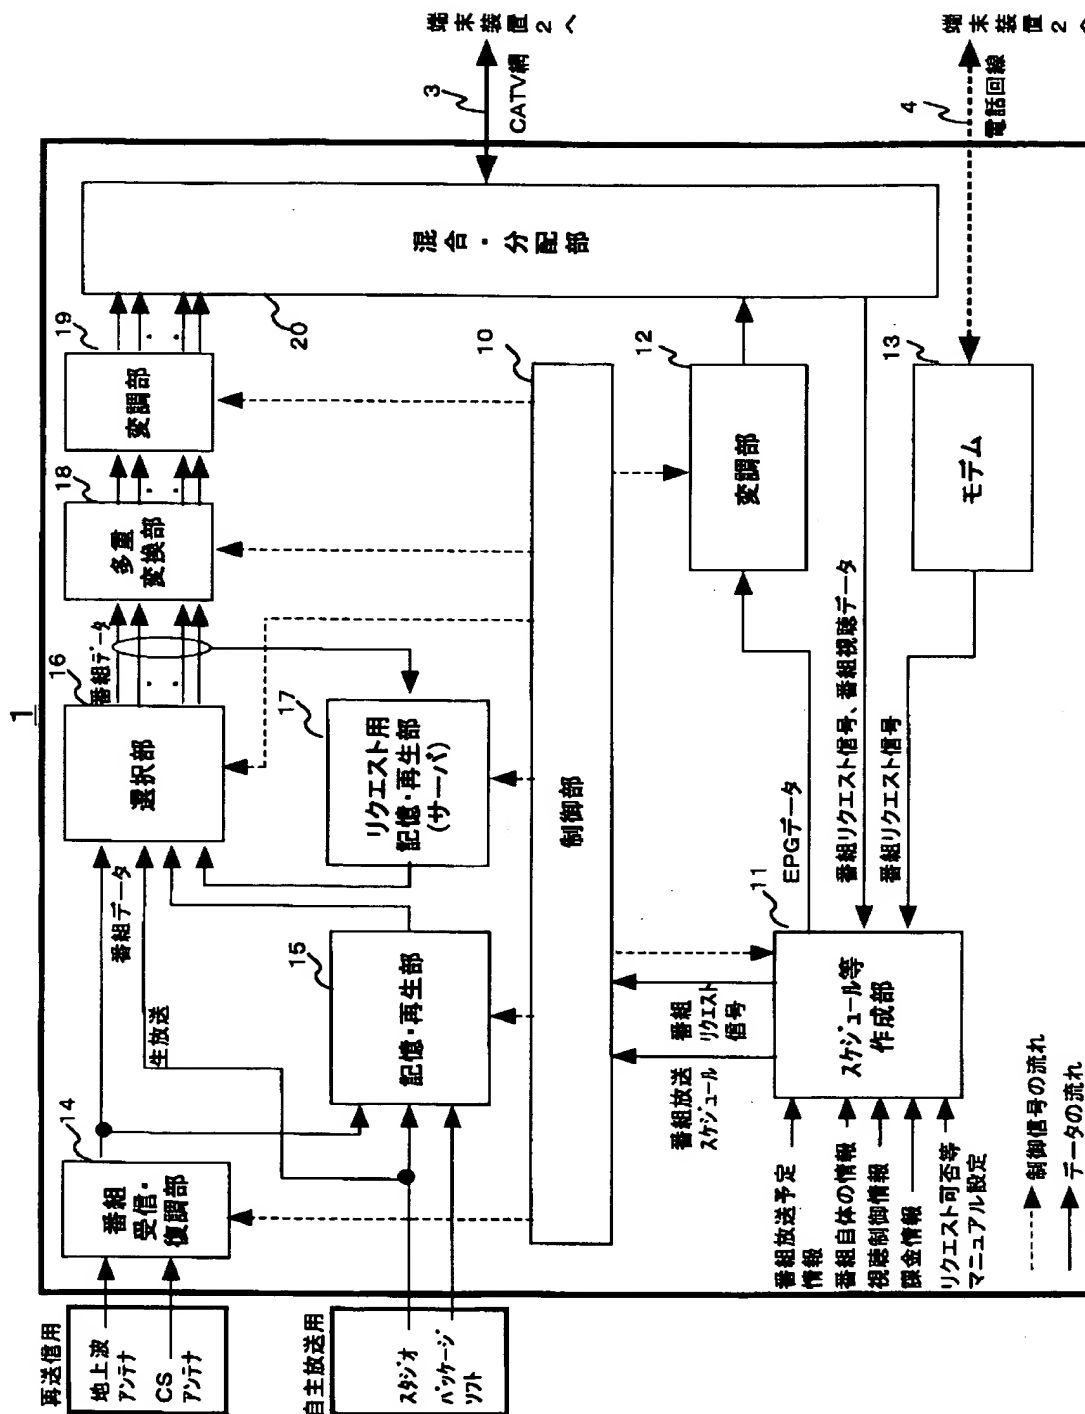 1
再送信用
地上波
アンテナ
CS
アンテナ
自主放送用
スタジオ
パッケージ
ソフト
14
番組
受信・
復調部
番組データ
生放送
15
記憶・再生部
16
選択部
番組データ
17
リクエスト用
記憶・再生部
(サーバ)
18
多重
変換部
19
変調部
20
混合・分配部
3
CATV網
端末装置2へ
10
制御部
番組放送
スケジュール
番組
リクエスト
信号
11
スケジュール等
作成部
番組放送予定
情報
番組自体の情報
視聴制御情報
課金情報
リクエスト可否等
マニュアル設定
EPGデータ
番組リクエスト信号、番組視聴データ
番組リクエスト信号
12
変調部
13
モデム
4
電話回線
端末装置2へ
制御信号の流れ
データの流れ